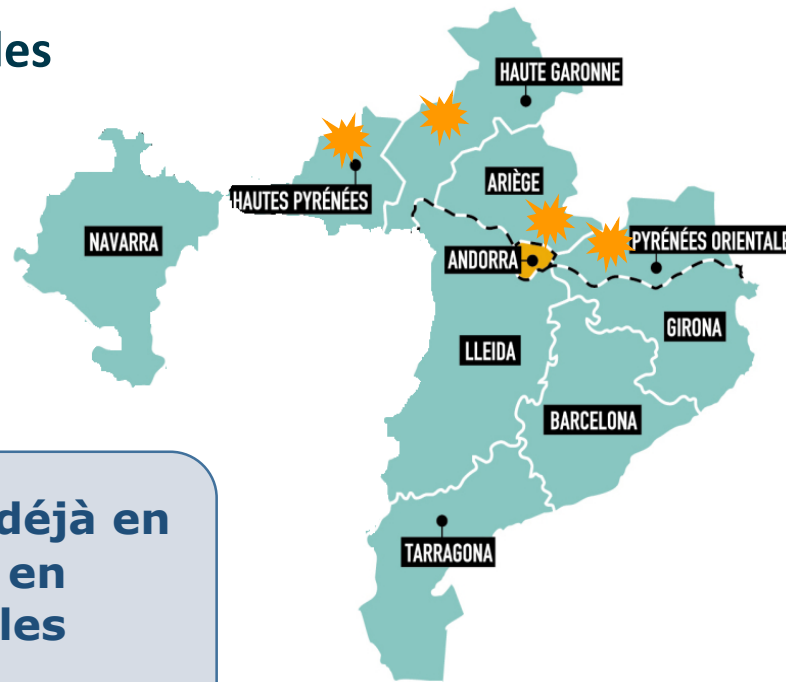 les
HAUTE GARONNE
HAUTES PYRÉNÉES
ARIÈGE
NAVARRA
PYRÉNÉES ORIENTALE
ANDORRA
GIRONA
LLEIDA
BARCELONA
TARRAGONA
déjà en
en
les